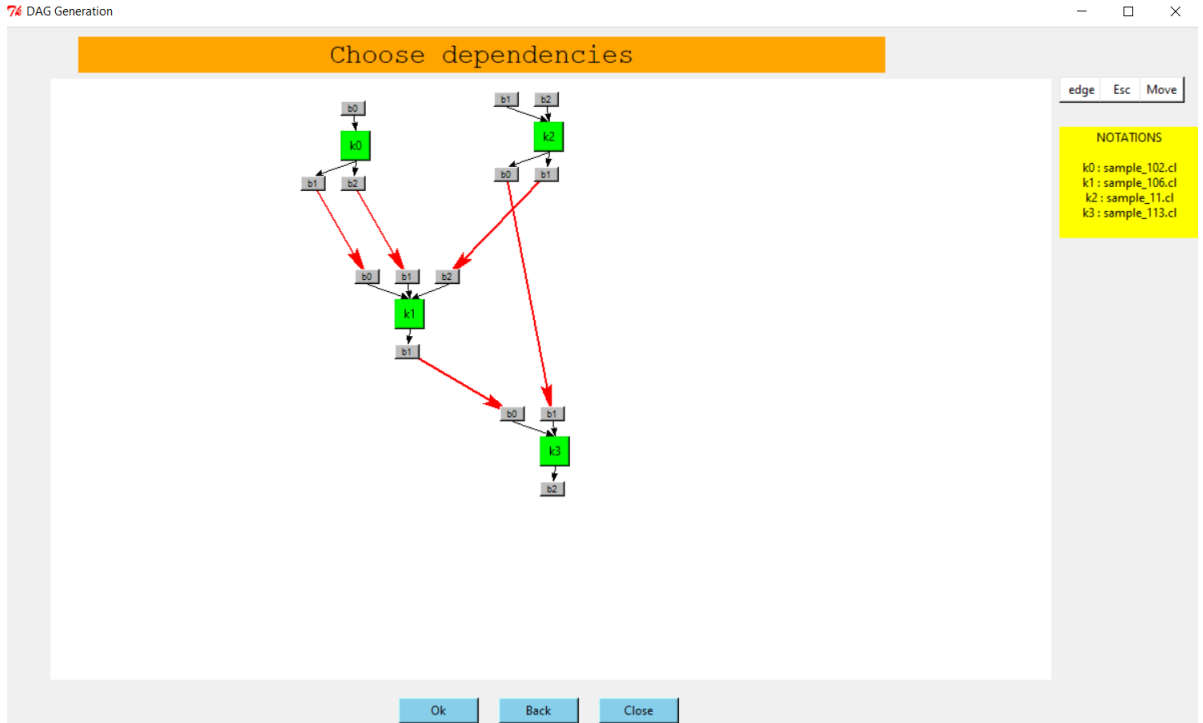 DAG Generation
Choose dependencies
edge Esc Move
NOTATIONS
k0 : sample_102.cl
k1 : sample_106.cl
k2 : sample_11.cl
k3 : sample_113.cl
b0
b1 b2
k0
k2
b1 b2
b0 b1
b0 b1 b2
k1
b1
b0 b1
k3
b2
Ok Back Close